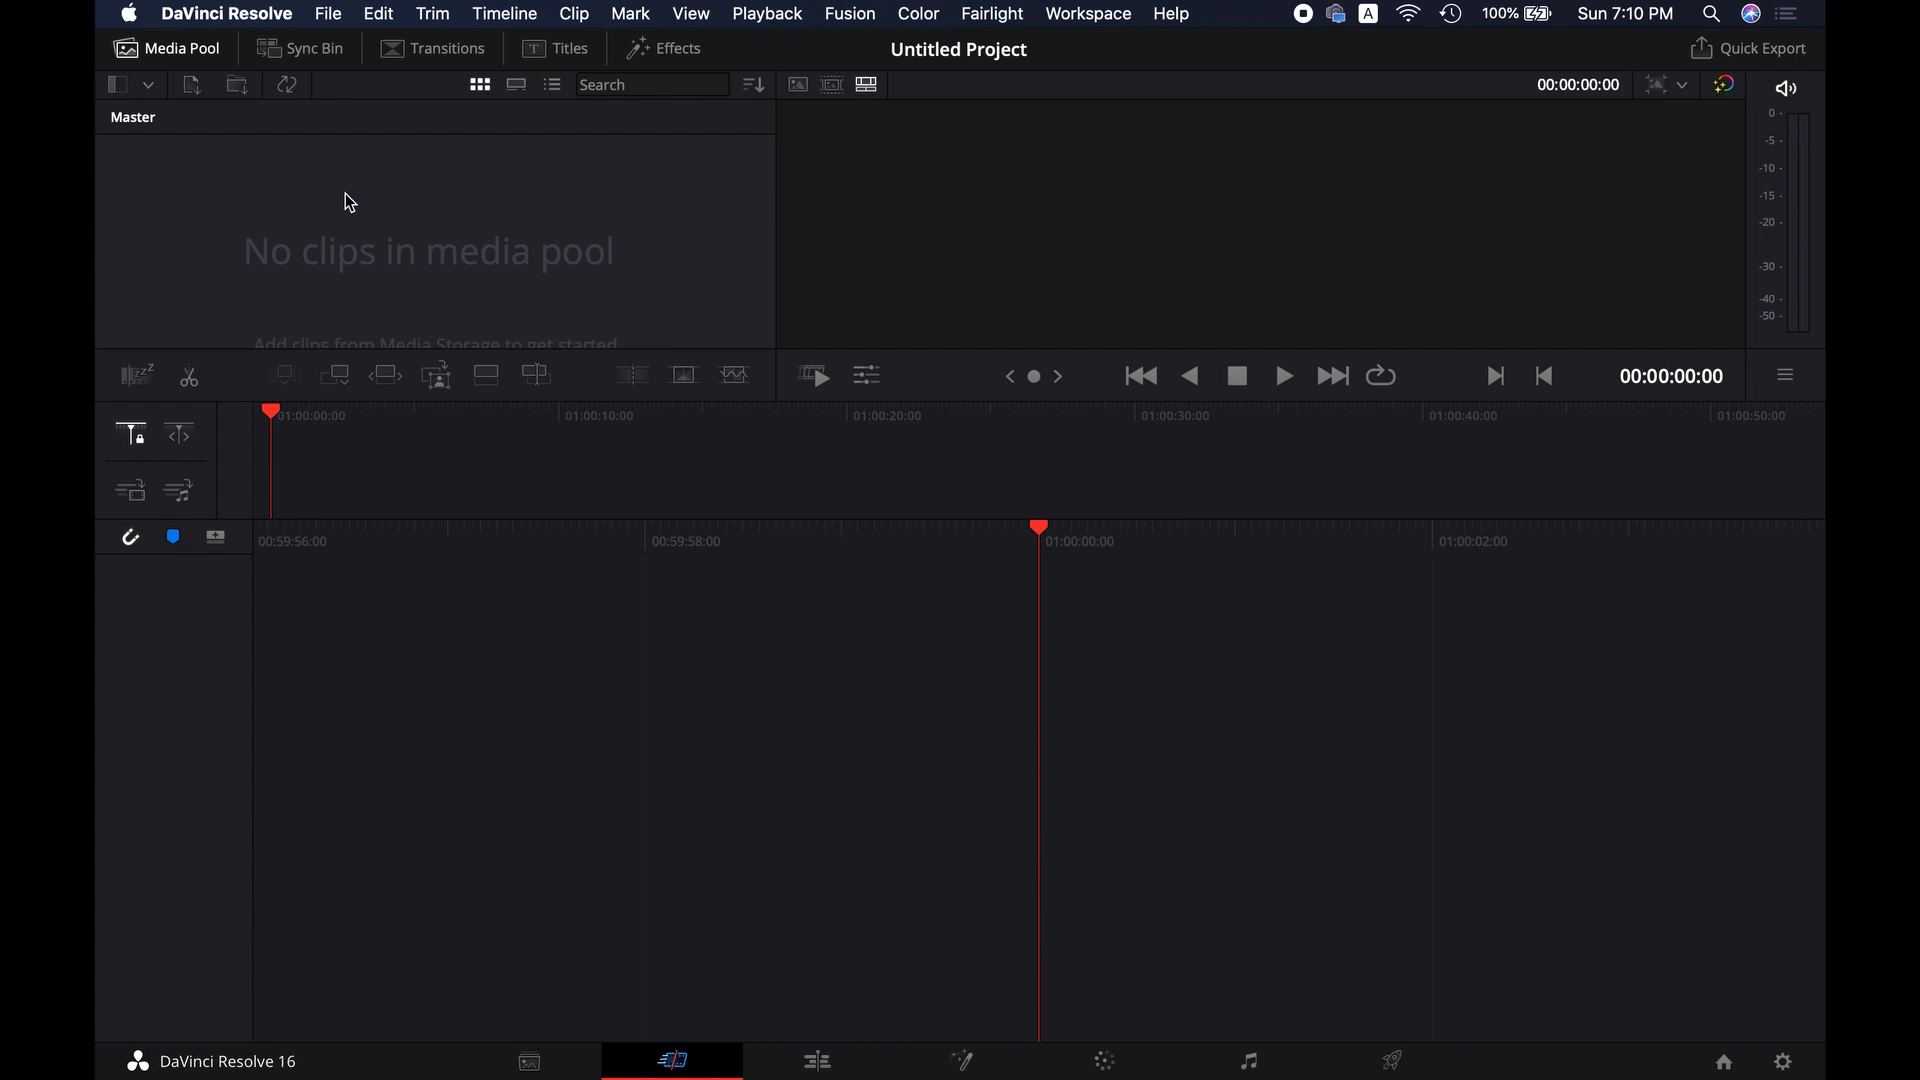 DaVinci Resolve File Edit Trim Timeline Clip Mark View Playback Fusion Color Fairlight Workspace Help A 100% Sun 7:10 PM
Media Pool Sync Bin Transitions T Titles Effects Untitled Project Quick Export
Search 00:00:00:00
Master
0 -
-5 -
-10 -
-15 -
-20 -
-30 -
-40 -
-50 -
No clips in media pool
Add clips from Media Storage to get started
zzz 00:00:00:00
01:00:00:00 01:00:10:00 01:00:20:00 01:00:30:00 01:00:40:00 01:00:50:00
00:59:56:00 00:59:58:00 01:00:00:00 01:00:02:00
DaVinci Resolve 16